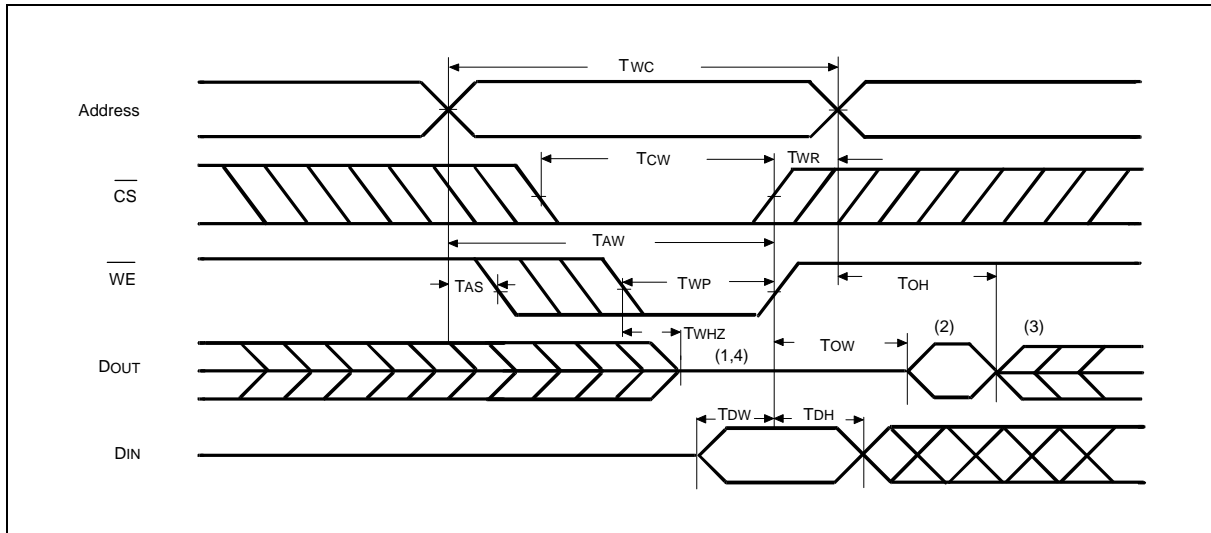 TWC
Address
TCW
TWR
CS
TAW
WE
TAS
TWP
TOH
TWHZ
(1,4)
TOW
(2)
(3)
DOUT
TDW
TDH
DIN